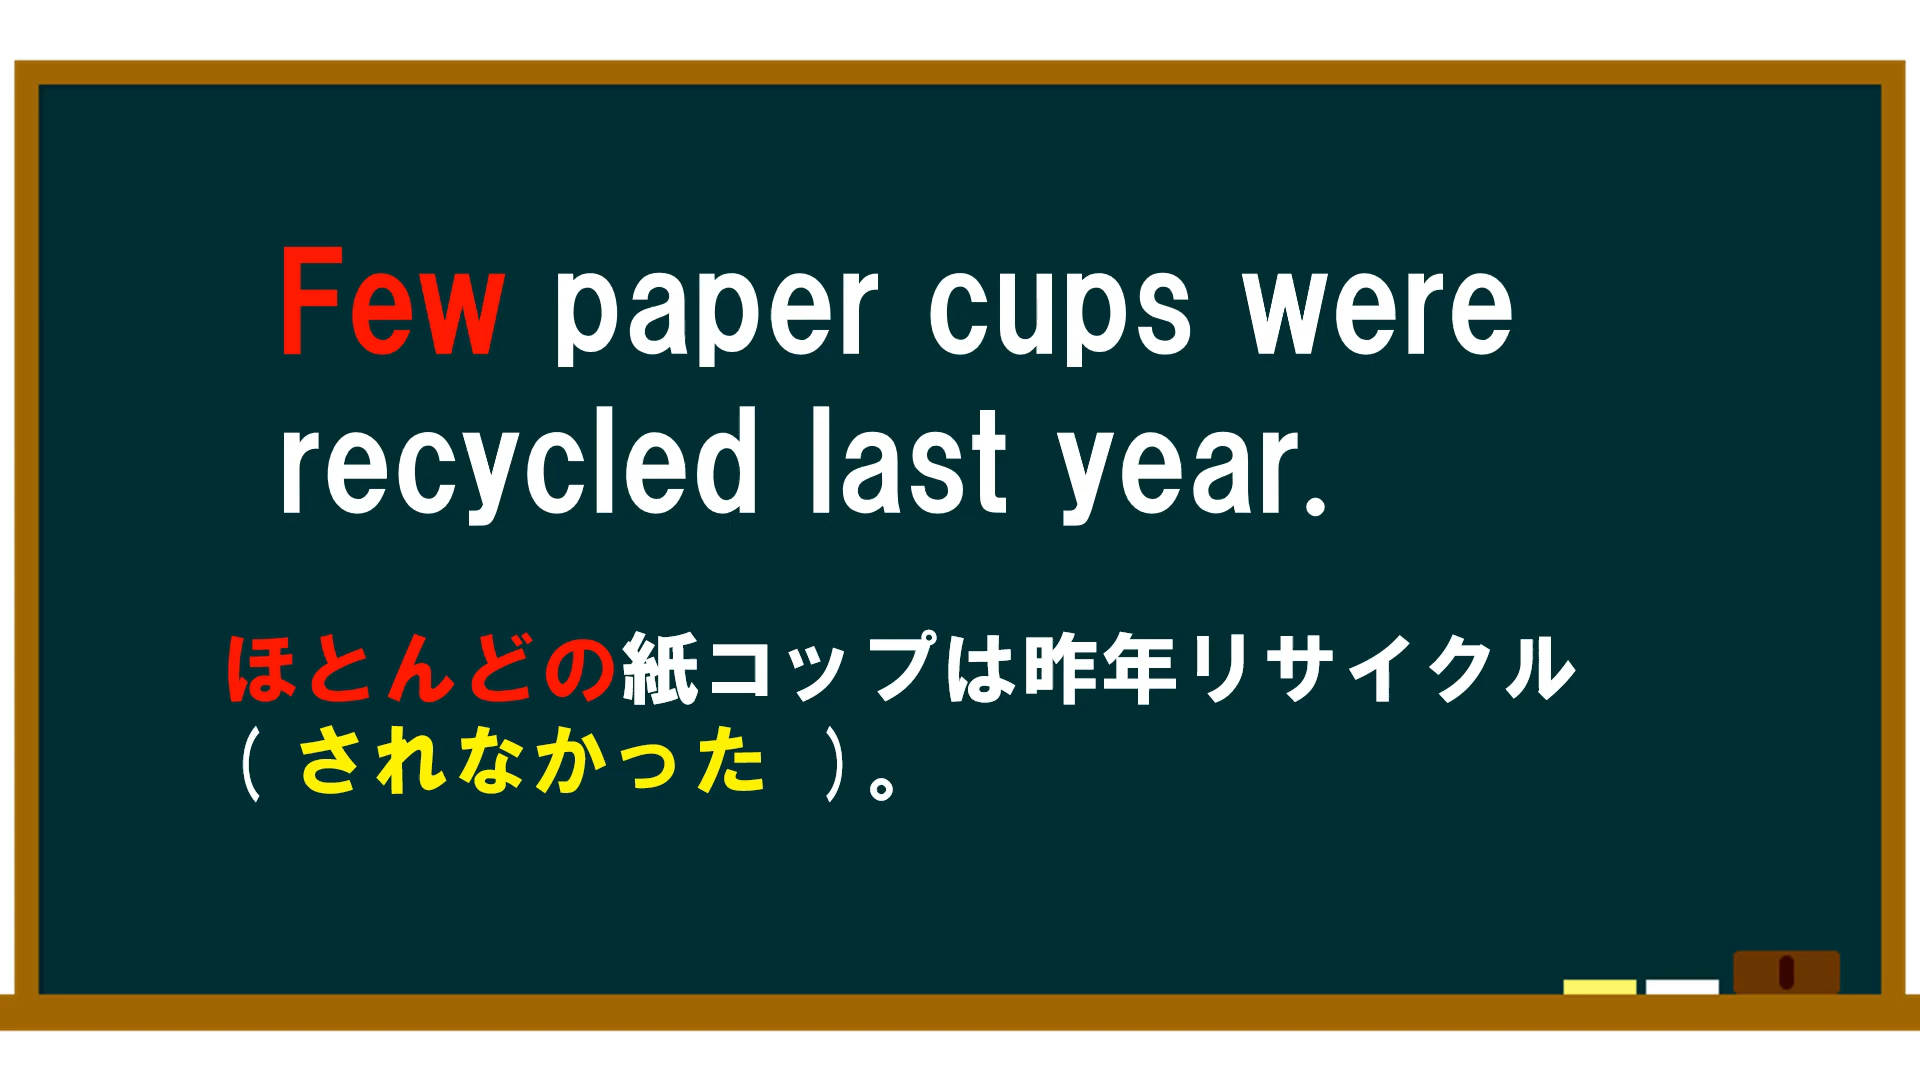 Few paper cups were
recycled last year.
ほとんどの紙コップは昨年リサイクル
( されなかった )。